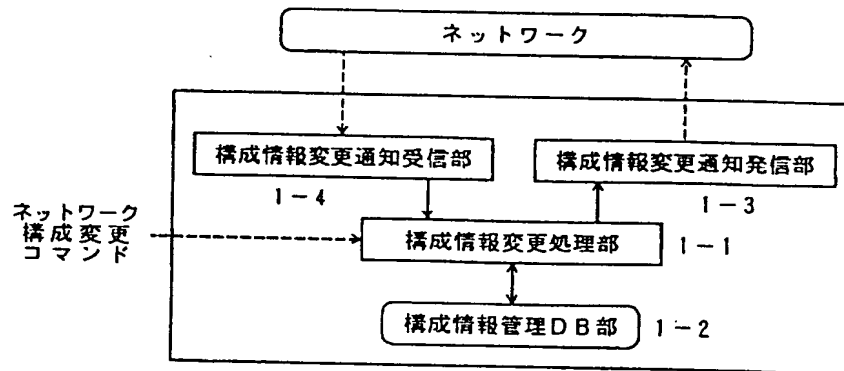 ネットワーク
構成情報変更通知受信部
構成情報変更通知発信部
1-4
1-3
ネットワーク
構成変更
コマンド
構成情報変更処理部
1-1
構成情報管理DB部
1-2